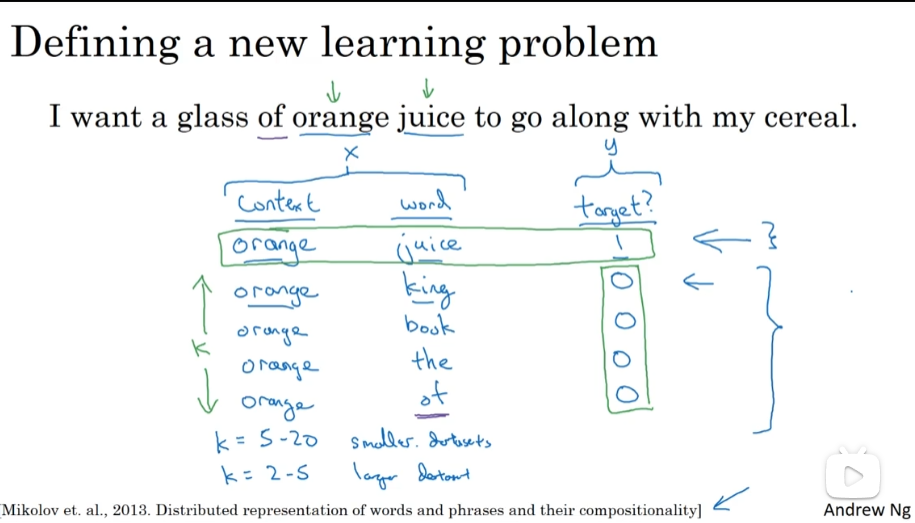 Defining a new learning problem
I want a glass of orange juice to go along with my cereal.
x y
Context word target?
orange juice 1
orange king 0
orange book 0
k
orange the 0
orange of 0
k = 5-20 smaller datasets
k = 2-5 larger dataset
[Mikolov et. al., 2013. Distributed representation of words and phrases and their compositionality]
Andrew Ng